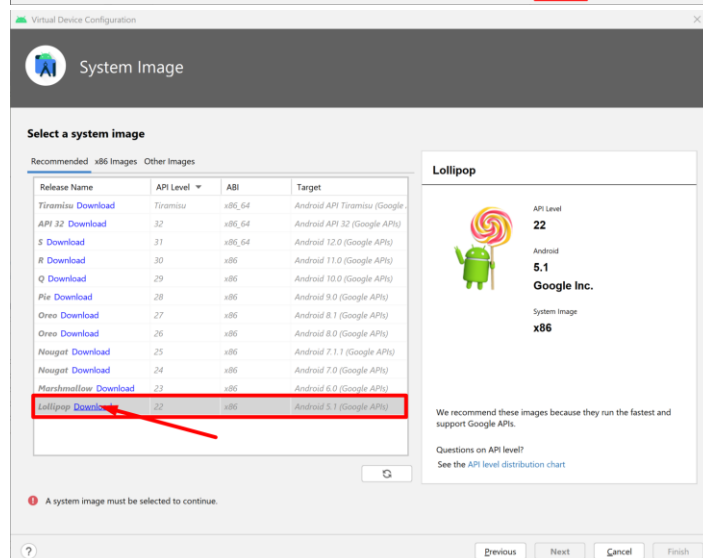 Virtual Device Configuration
System Image
Select a system image
Recommended x86 Images Other Images
Release Name API Level ABI Target
Tiramisu Download Tiramisu x86_64 Android API Tiramisu (Google
API 32 Download 32 x86_64 Android API 32 (Google APIs)
S Download 31 x86_64 Android 12.0 (Google APIs)
R Download 30 x86 Android 11.0 (Google APIs)
Q Download 29 x86 Android 10.0 (Google APIs)
Pie Download 28 x86 Android 9.0 (Google APIs)
Oreo Download 27 x86 Android 8.1 (Google APIs)
Oreo Download 26 x86 Android 8.0 (Google APIs)
Nougat Download 25 x86 Android 7.1.1 (Google APIs)
Nougat Download 24 x86 Android 7.0 (Google APIs)
Marshmallow Download 23 x86 Android 6.0 (Google APIs)
Lollipop Download 22 x86 Android 5.1 (Google APIs)
Lollipop
API Level
22
Android
5.1
Google Inc.
System Image
x86
We recommend these images because they run the fastest and
support Google APIs.
Questions on API level?
See the API level distribution chart
A system image must be selected to continue.
? Previous Next Cancel Finish